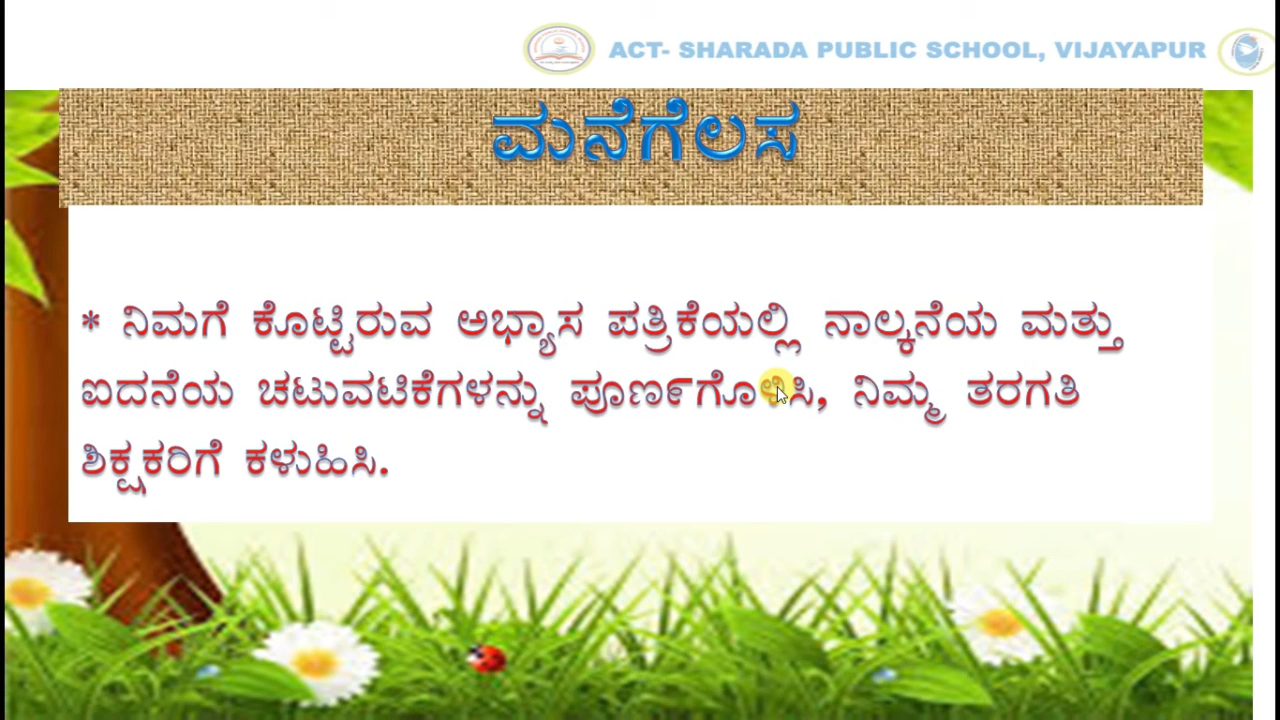 ACT- SHARADA PUBLIC SCHOOL, VIJAYAPUR
ಮನೆಗೆಲಸ
* ನಿಮಗೆ ಕೊಟ್ಟಿರುವ ಅಭ್ಯಾಸ ಪತ್ರಿಕೆಯಲ್ಲಿ ನಾಲ್ಕನೆಯ ಮತ್ತು
ಐದನೆಯ ಚಟುವಟಿಕೆಗಳನ್ನು ಪೂರ್ಣಗೊಳಿಸಿ, ನಿಮ್ಮ ತರಗತಿ
ಶಿಕ್ಷಕರಿಗೆ ಕಳುಹಿಸಿ.